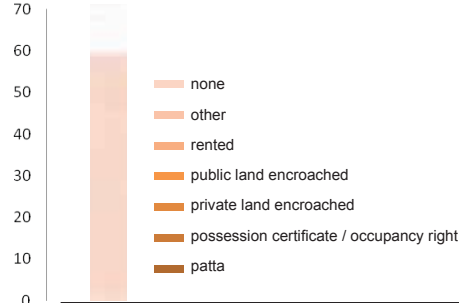 70
60
50
40
30
20
10
0
none
other
rented
public land encroached
private land encroached
possession certificate / occupancy right
patta